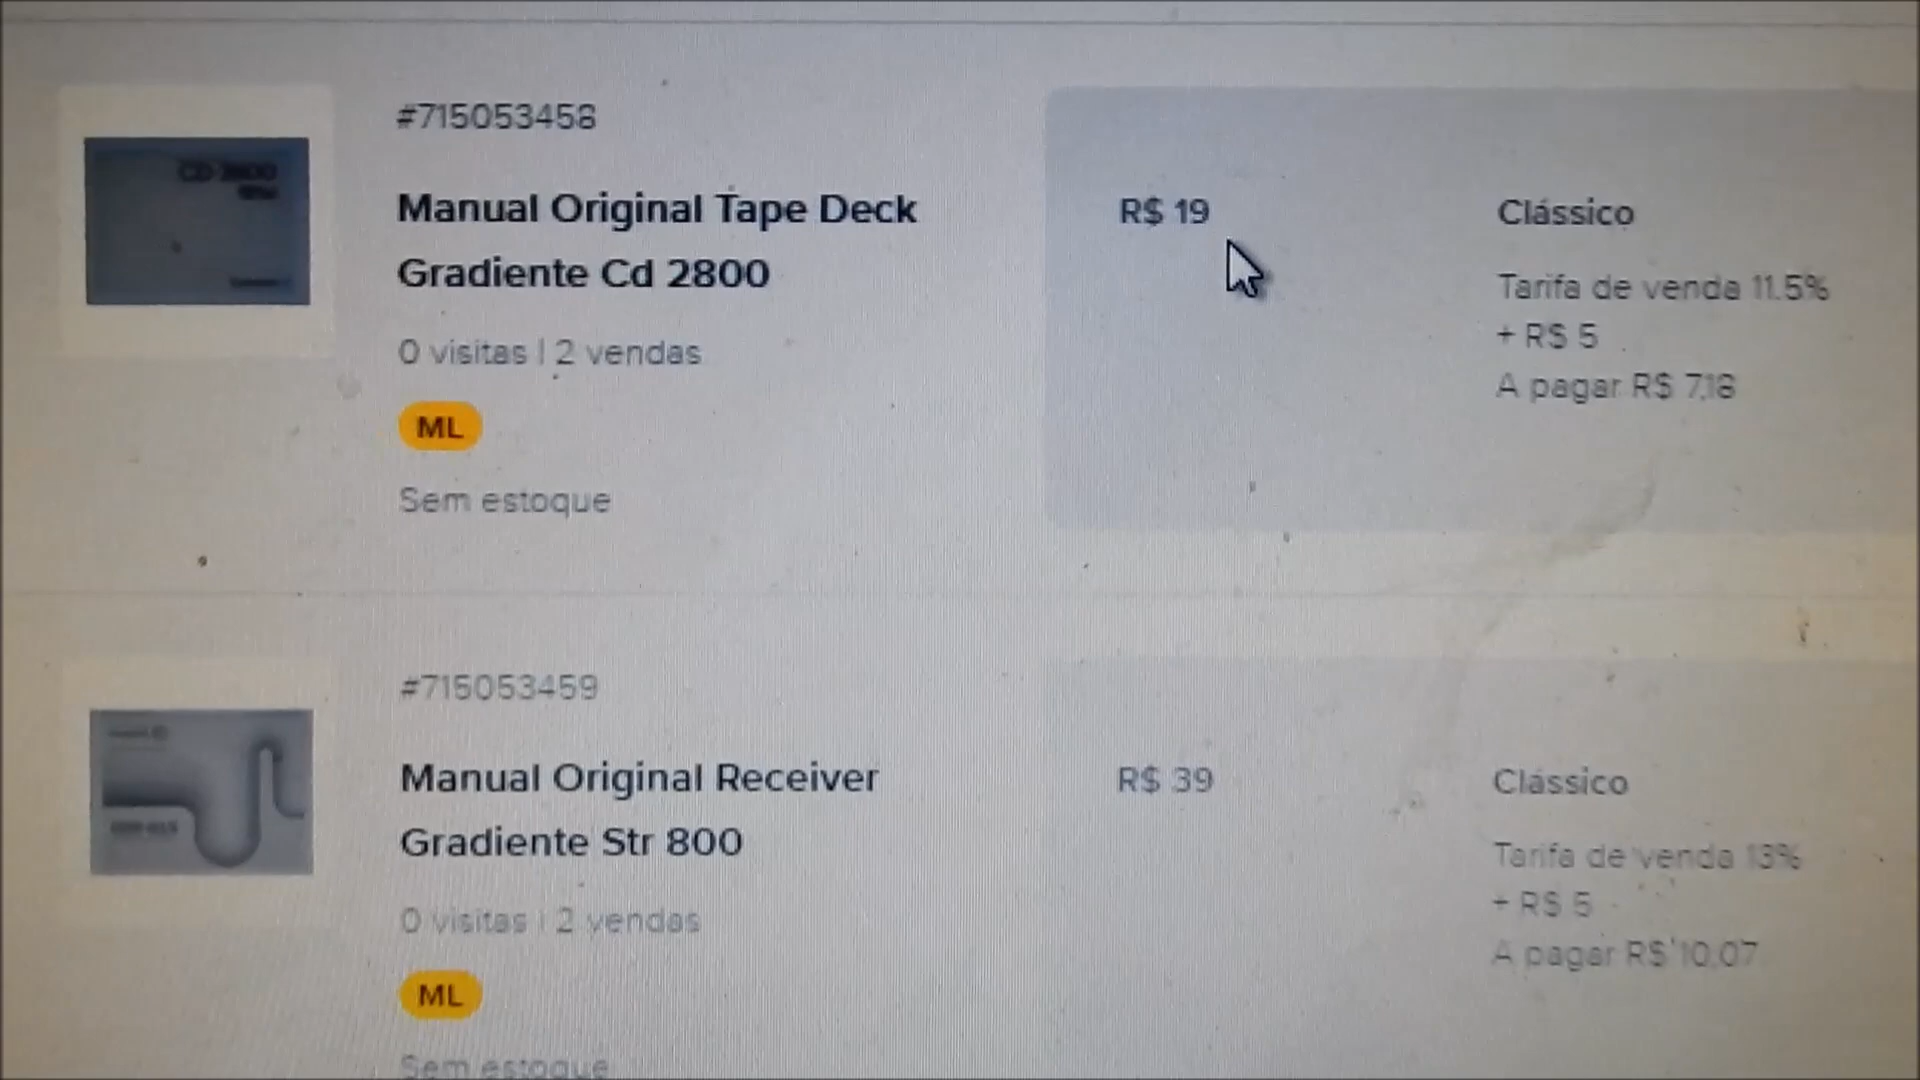 #715053458
Manual Original Tape Deck
Gradiente Cd 2800
0 visitas | 2 vendas
ML
Sem estoque
R$ 19
Clássico
Tarifa de venda 11.5%
+ R$ 5
A pagar R$ 7,18
CD 2800
#715053459
Manual Original Receiver
Gradiente Str 800
0 visitas | 2 vendas
ML
Sem estoque
R$ 39
Clássico
Tarifa de venda 13%
+ R$ 5
A pagar R$ 10,07